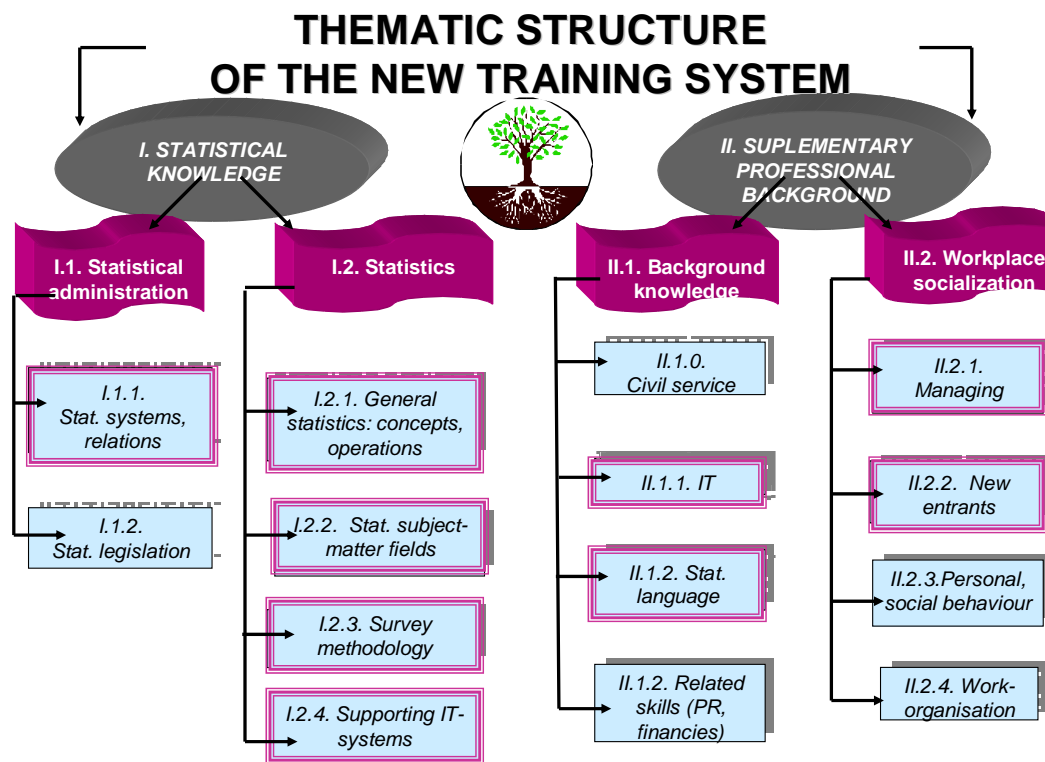 THEMATIC STRUCTURE
OF THE NEW TRAINING SYSTEM
I. STATISTICAL
KNOWLEDGE
II. SUPLEMENTARY
PROFESSIONAL
BACKGROUND
I.1. Statistical
administration
I.2. Statistics
II.1. Background
knowledge
II.2. Workplace
socialization
I.1.1.
Stat. systems,
relations
I.1.2.
Stat. legislation
I.2.1. General
statistics: concepts,
operations
I.2.2. Stat. subject-
matter fields
I.2.3. Survey
methodology
I.2.4. Supporting IT-
systems
II.1.0.
Civil service
II.1.1. IT
II.1.2. Stat.
language
II.1.2. Related
skills (PR,
financies)
II.2.1.
Managing
II.2.2. New
entrants
II.2.3.Personal,
social behaviour
II.2.4. Work-
organisation